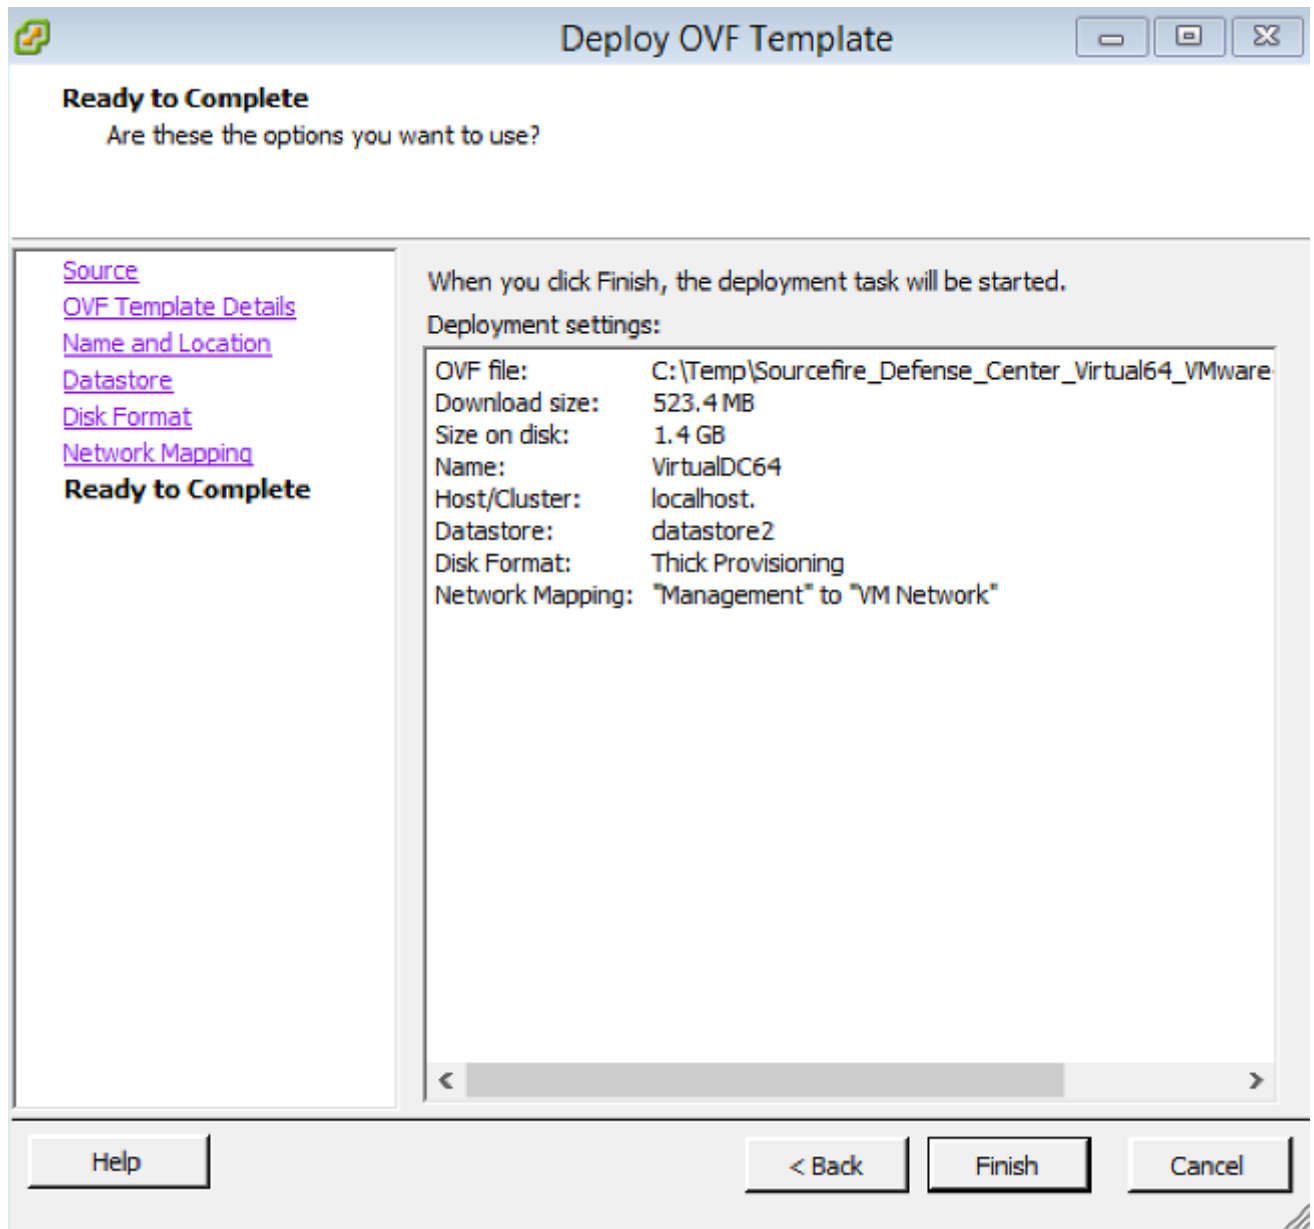 Deploy OVF Template
Ready to Complete
Are these the options you want to use?
Source
OVF Template Details
Name and Location
Datastore
Disk Format
Network Mapping
Ready to Complete
When you click Finish, the deployment task will be started.
Deployment settings:
OVF file: C:\Temp\Sourcefire_Defense_Center_Virtual64_VMware-
Download size: 523.4 MB
Size on disk: 1.4 GB
Name: VirtualDC64
Host/Cluster: localhost.
Datastore: datastore2
Disk Format: Thick Provisioning
Network Mapping: "Management" to "VM Network"
Help
< Back
Finish
Cancel